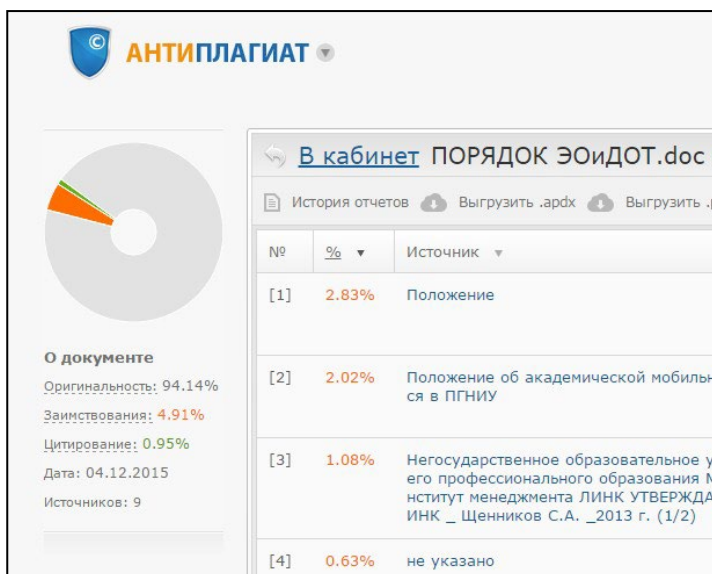 ©
АНТИПЛАГИАТ
В кабинет ПОРЯДОК ЭОиДОТ.doc
История отчетов Выгрузить .apdx Выгрузить
№ % Источник
[1] 2.83% Положение
[2] 2.02% Положение об академической мобильн
ся в ПГНИУ
[3] 1.08% Негосударственное образовательное у
его профессионального образования М
нститут менеджмента ЛИНК УТВЕРЖДА
ИНК _ Щенников С.А. _2013 г. (1/2)
[4] 0.63% не указано
О документе
Оригинальность: 94.14%
Заимствования: 4.91%
Цитирование: 0.95%
Дата: 04.12.2015
Источников: 9